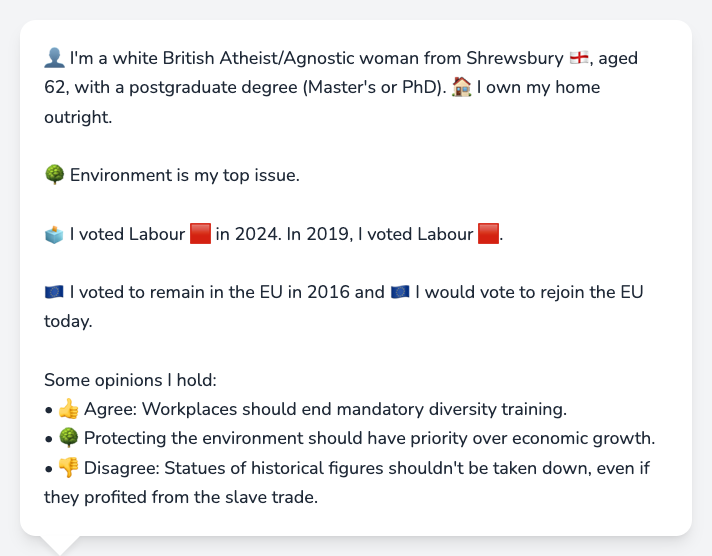 👤 I'm a white British Atheist/Agnostic woman from Shrewsbury 🏴󠁧󠁢󠁥󠁮󠁧󠁿, aged
62, with a postgraduate degree (Master's or PhD). 🏠 I own my home
outright.
🌳 Environment is my top issue.
🗳️ I voted Labour 🟥 in 2024. In 2019, I voted Labour 🟥.
🇪🇺 I voted to remain in the EU in 2016 and 🇪🇺 I would vote to rejoin the EU
today.
Some opinions I hold:
• 👍 Agree: Workplaces should end mandatory diversity training.
• 🌳 Protecting the environment should have priority over economic growth.
• 👎 Disagree: Statues of historical figures shouldn't be taken down, even if
they profited from the slave trade.